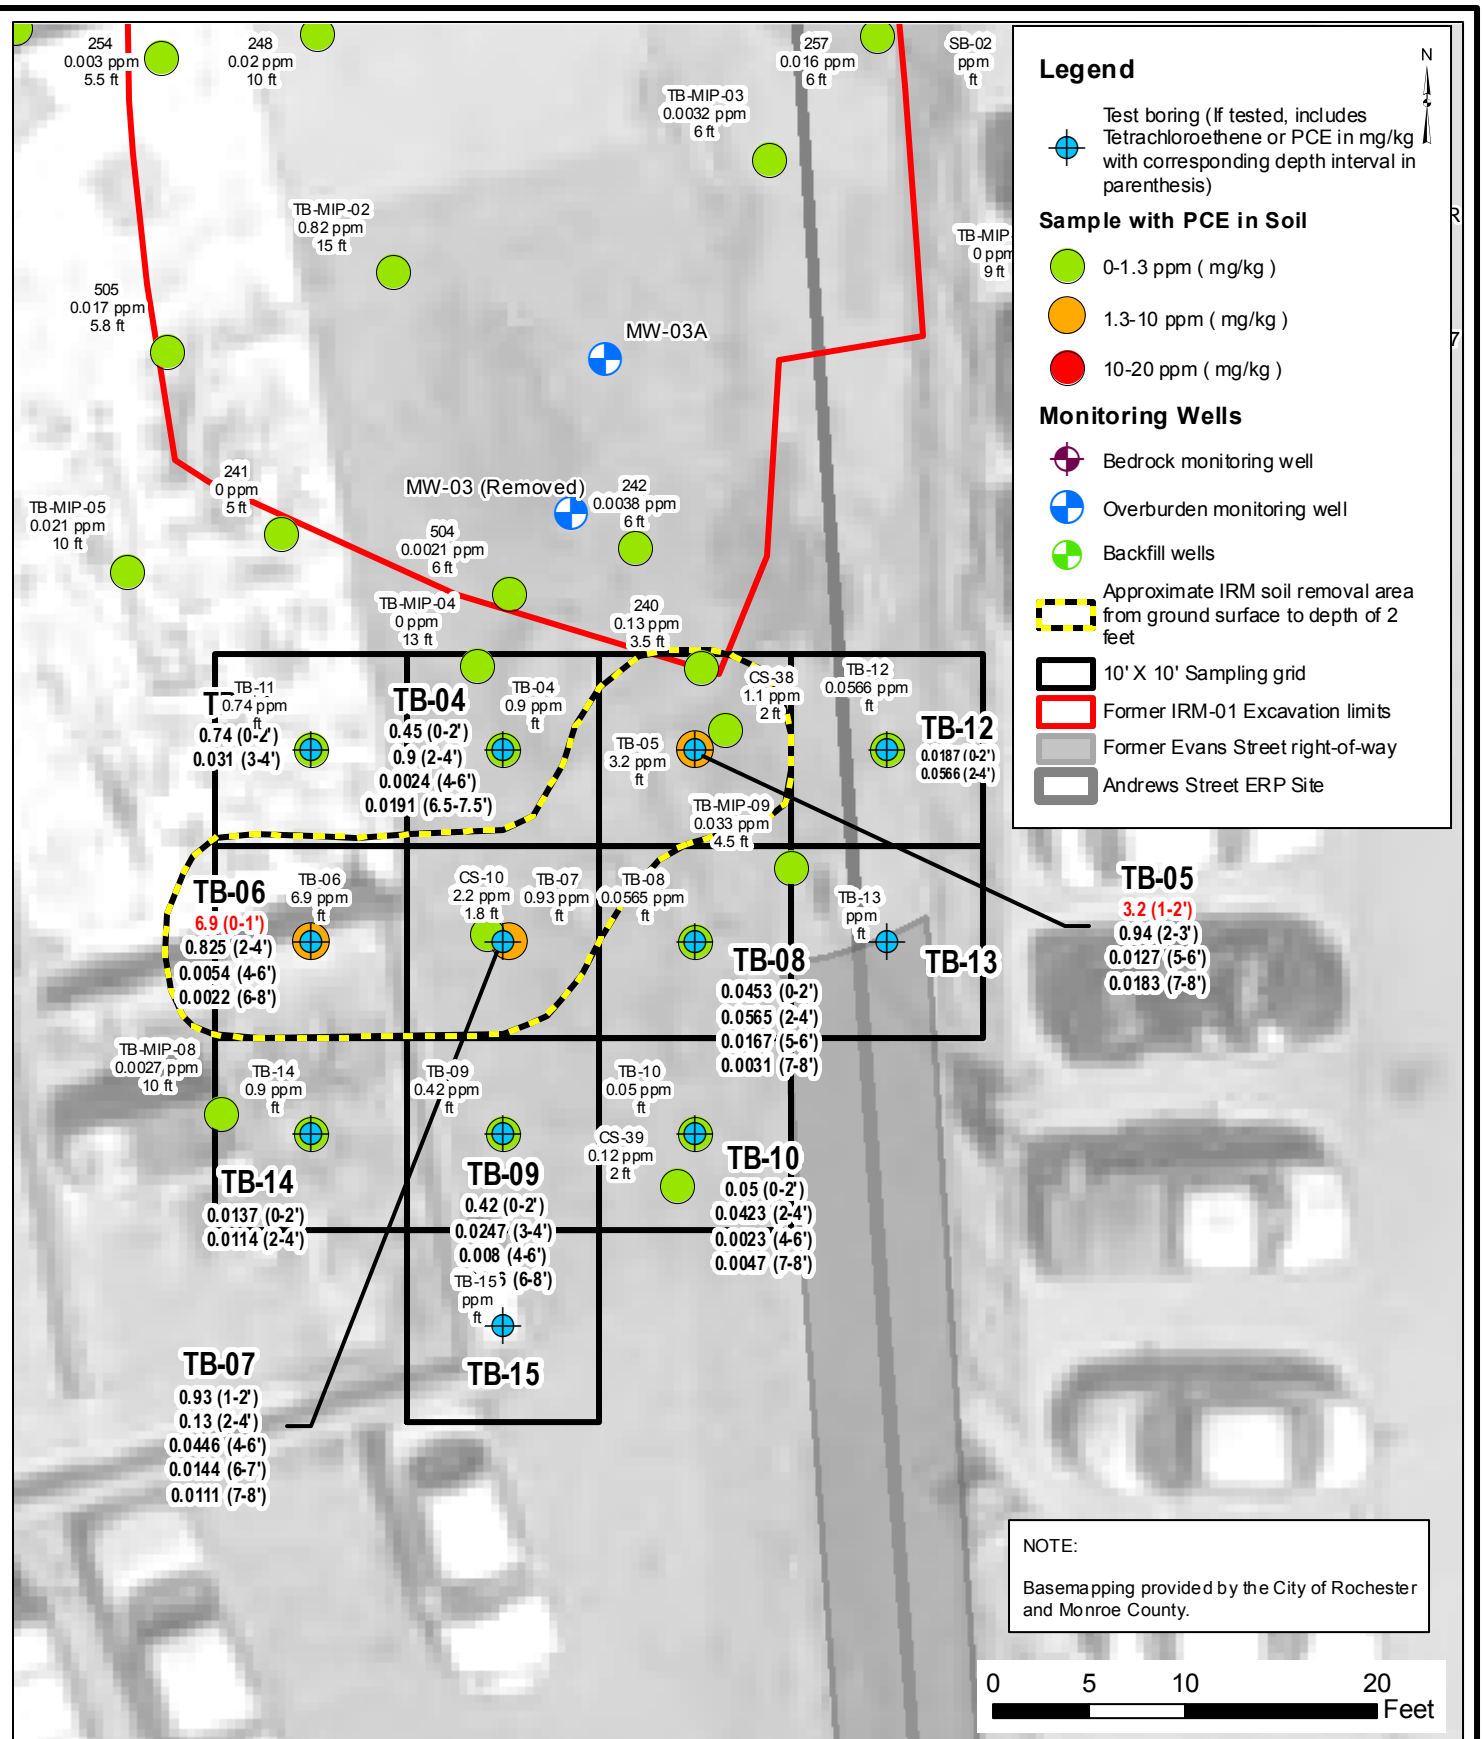 254
0.003 ppm
5.5 ft
248
0.02 ppm
10 ft
257
0.016 ppm
6 ft
SB-02
ppm
ft
TB-MIP-03
0.0032 ppm
6 ft
TB-MIP-02
0.82 ppm
15 ft
TB-MIP-
0 ppm
9 ft
505
0.017 ppm
5.8 ft
MW-03A
241
0 ppm
5 ft
MW-03 (Removed)
242
0.0038 ppm
6 ft
TB-MIP-05
0.021 ppm
10 ft
504
0.0021 ppm
6 ft
TB-MIP-04
0 ppm
13 ft
240
0.13 ppm
3.5 ft
TB-11
0.74 ppm
ft
0.74 (0-2')
0.031 (3-4')
TB-04
0.45 (0-2')
0.9 (2-4')
0.0024 (4-6')
0.0191 (6.5-7.5')
TB-04
0.9 ppm
ft
CS-38
1.1 ppm
2 ft
TB-05
3.2 ppm
ft
TB-12
0.0566 ppm
ft
TB-12
0.0187 (0-2')
0.0566 (2-4')
TB-MIP-09
0.033 ppm
4.5 ft
TB-06
6.9 (0-1')
0.825 (2-4')
0.0054 (4-6')
0.0022 (6-8')
TB-06
6.9 ppm
ft
CS-10
2.2 ppm
1.8 ft
TB-07
0.93 ppm
ft
TB-08
0.0565 ppm
ft
TB-13
ppm
ft
TB-13
TB-08
0.0453 (0-2')
0.0565 (2-4')
0.0167 (5-6')
0.0031 (7-8')
TB-05
3.2 (1-2')
0.94 (2-3')
0.0127 (5-6')
0.0183 (7-8')
TB-MIP-08
0.0027 ppm
10 ft
TB-14
0.9 ppm
ft
TB-09
0.42 ppm
ft
TB-10
0.05 ppm
ft
CS-39
0.12 ppm
2 ft
TB-14
0.0137 (0-2')
0.0114 (2-4')
TB-09
0.42 (0-2')
0.0247 (3-4')
0.008 (4-6')
(6-8')
TB-10
0.05 (0-2')
0.0423 (2-4')
0.0023 (4-6')
0.0047 (7-8')
TB-15
ppm
ft
TB-15
TB-07
0.93 (1-2')
0.13 (2-4')
0.0446 (4-6')
0.0144 (6-7')
0.0111 (7-8')
Legend
N
Test boring (If tested, includes
Tetrachloroethene or PCE in mg/kg
with corresponding depth interval in
parenthesis)
Sample with PCE in Soil
0-1.3 ppm ( mg/kg )
1.3-10 ppm ( mg/kg )
10-20 ppm ( mg/kg )
Monitoring Wells
Bedrock monitoring well
Overburden monitoring well
Backfill wells
Approximate IRM soil removal area
from ground surface to depth of 2
feet
10' X 10' Sampling grid
Former IRM-01 Excavation limits
Former Evans Street right-of-way
Andrews Street ERP Site
R
7
NOTE:
Basemapping provided by the City of Rochester
and Monroe County.
0 5 10 20
Feet